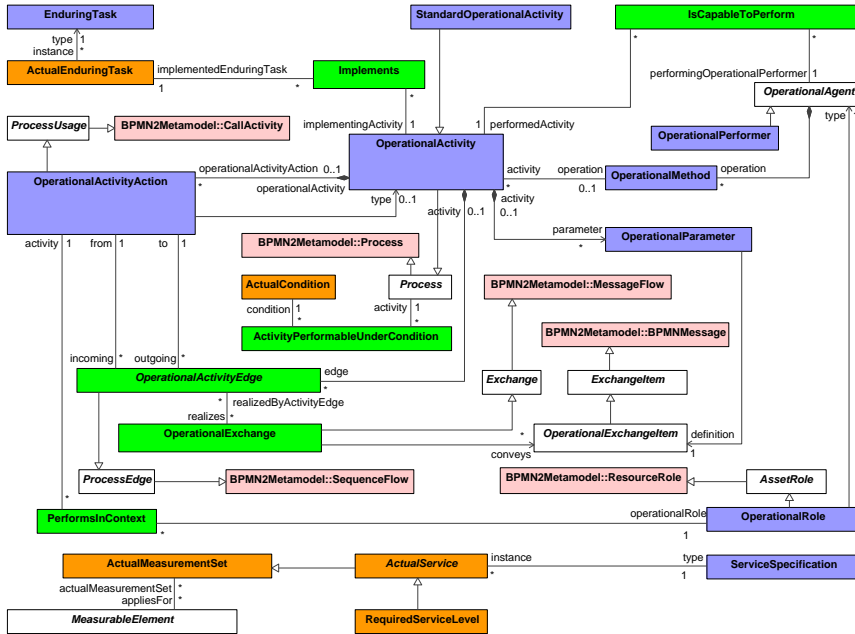 EnduringTask
StandardOperationalActivity
IsCapableToPerform
type 1
instance *
* *
ActualEnduringTask
implementedEnduringTask
1 *
Implements
*
performingOperationalPerformer 1
OperationalAgent
type 1
ProcessUsage
BPMN2Metamodel::CallActivity
implementingActivity 1
1 performedActivity
OperationalPerformer
OperationalActivity
OperationalActivityAction
operationalActivityAction 0..1
*
operationalActivity
type 0..1
activity
*
operation
0..1
OperationalMethod
operation
*
activity
0..1
activity
0..1
parameter
*
OperationalParameter
activity 1
from 1
to 1
BPMN2Metamodel::Process
ActualCondition
condition 1
*
Process
activity 1
*
ActivityPerformableUnderCondition
BPMN2Metamodel::MessageFlow
BPMN2Metamodel::BPMNMessage
incoming *
outgoing *
OperationalActivityEdge
edge
*
Exchange
ExchangeItem
* realizedByActivityEdge
realizes *
OperationalExchange
*
conveys
OperationalExchangeItem
definition
1
ProcessEdge
BPMN2Metamodel::SequenceFlow
BPMN2Metamodel::ResourceRole
AssetRole
*
PerformsInContext
*
operationalRole
1
OperationalRole
ActualMeasurementSet
ActualService
instance
*
type
1
ServiceSpecification
actualMeasurementSet *
appliesFor *
MeasurableElement
RequiredServiceLevel